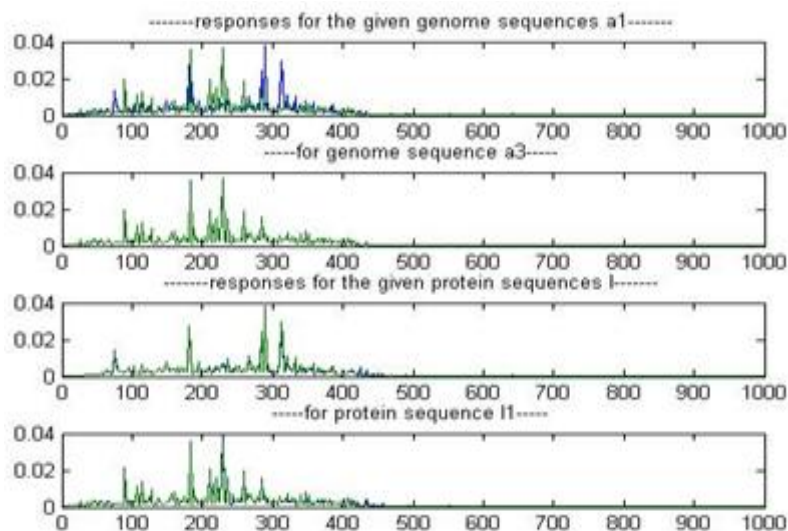 -------responses for the given genome sequences a1-------
0.04
0.02
0
0 100 200 300 400 500 600 700 800 900 1000
-----for genome sequence a3-----
0.04
0.02
0
0 100 200 300 400 500 600 700 800 900 1000
-------responses for the given protein sequences l-------
0.04
0.02
0
0 100 200 300 400 500 600 700 800 900 1000
-----for protein sequence l1-----
0.04
0.02
0
0 100 200 300 400 500 600 700 800 900 1000